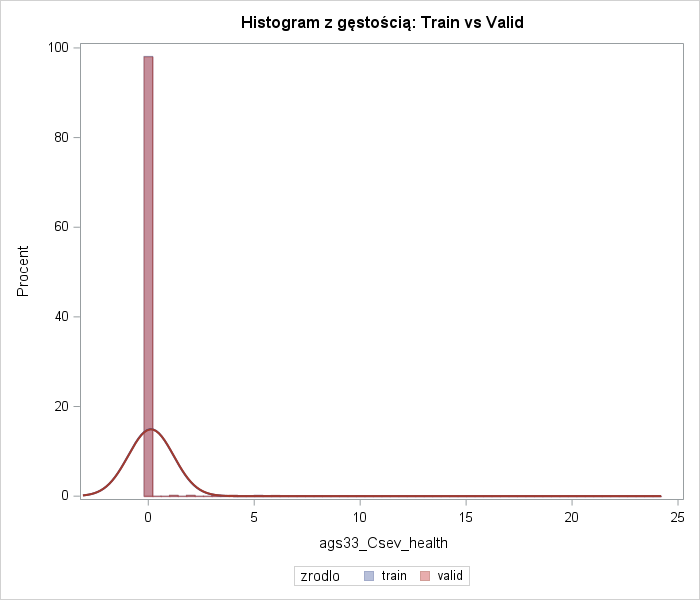 Histogram z gęstością: Train vs Valid
100
80
60
40
20
0
Procent
0 5 10 15 20 25
ags33_Csev_health
zrodlo train valid